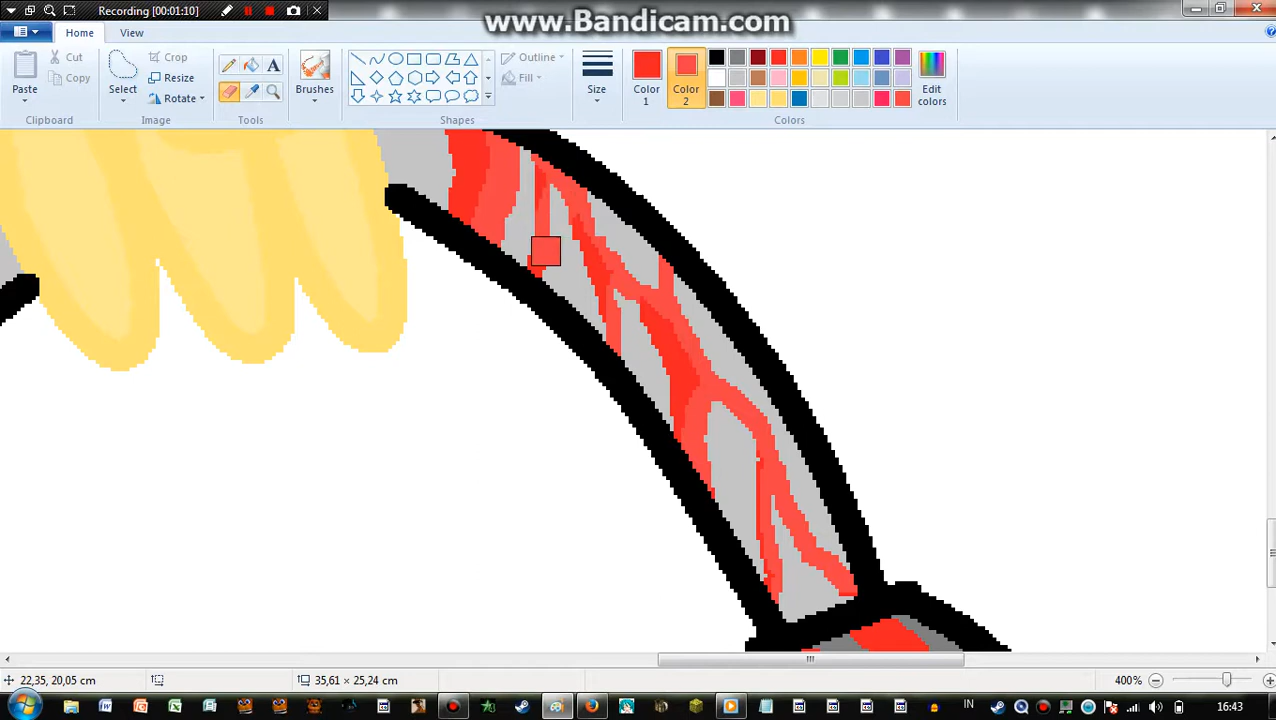 Recording [00:01:10]
www.Bandicam.com
Home
View
Paste
Cut
Copy
Clipboard
Select
Crop
Resize
Rotate
Image
A
Tools
Brushes
Outline
Fill
Shapes
Size
Color 1
Color 2
Edit colors
Colors
22,35, 20,05 cm
35,61 × 25,24 cm
400%
IN
16:43